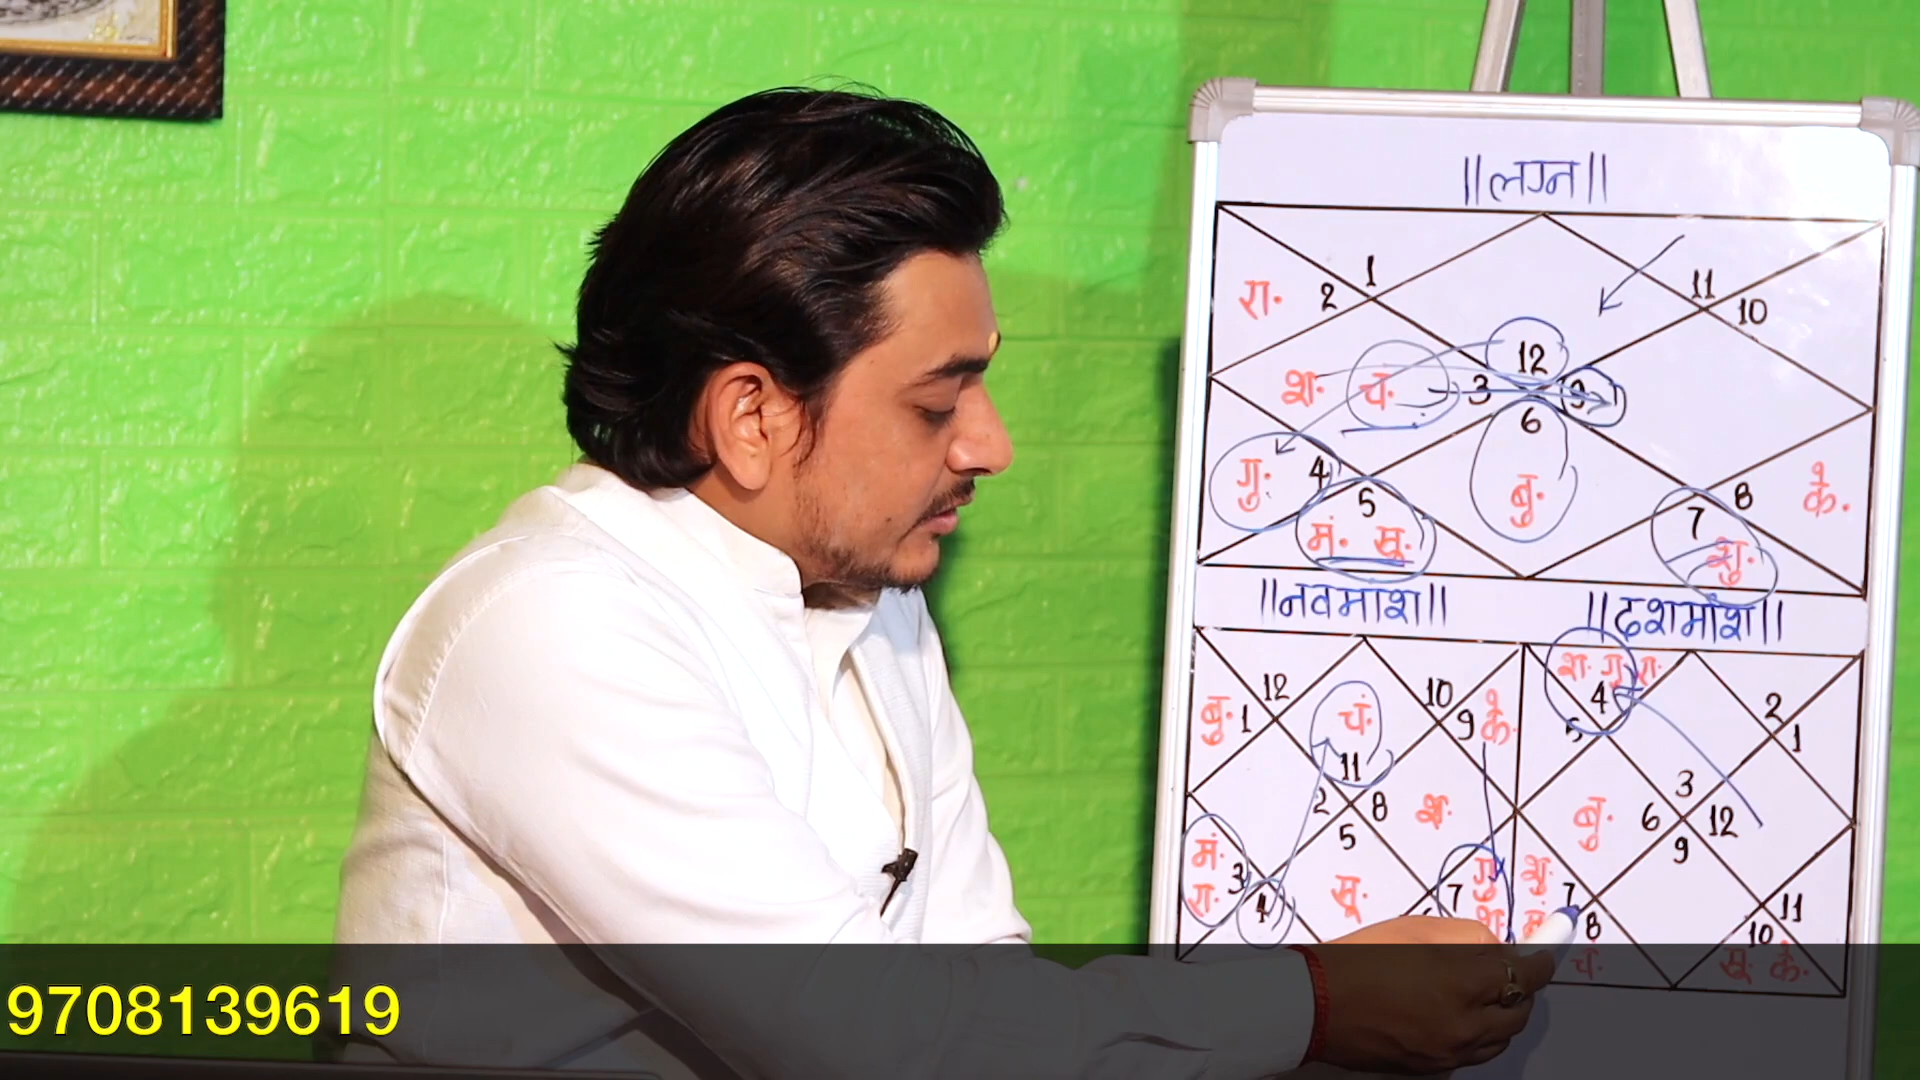 ||लग्न||
1 11
रा. 2 10
12
श. चं. 3 9
6
गु. 4 8 के.
5 7
मं. सू. बु. शु.
||नवमांश|| ||दशमांश||
श. गु. रा.
12 चं. 10 4 2
बु. 1 9 के. 5 1
11 3
2 8 श. बु. 6 12
5 9
मं. 3 गु. शु.
रा. 4 सू. 7 7 11
8 10
चं. सू. के.
9708139619